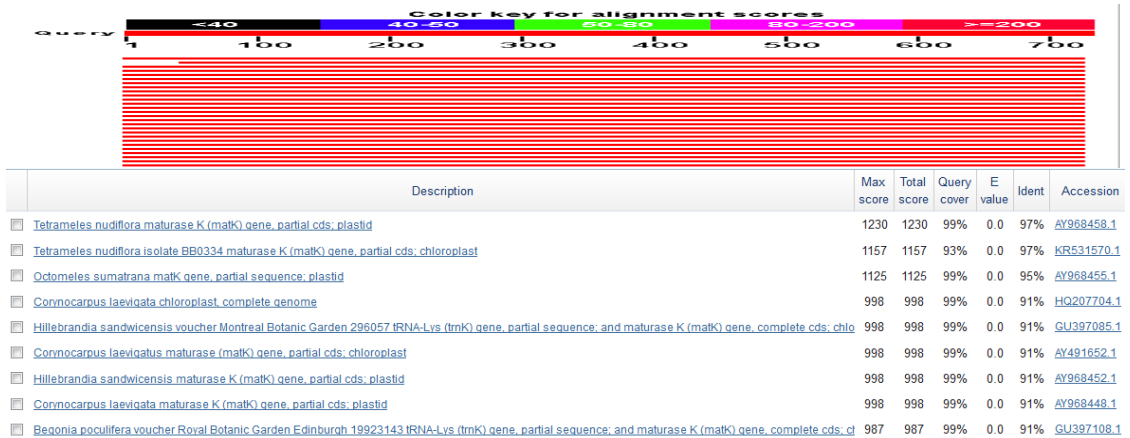 Color key for alignment scores
<40 40-50 50-80 80-200 >=200
Query
1 100 200 300 400 500 600 700
Description Max score Total score Query cover E value Ident Accession
Tetrameles nudiflora maturase K (matK) gene, partial cds; plastid 1230 1230 99% 0.0 97% AY968458.1
Tetrameles nudiflora isolate BB0334 maturase K (matK) gene, partial cds; chloroplast 1157 1157 93% 0.0 97% KR531570.1
Octomeles sumatrana matK gene, partial sequence; plastid 1125 1125 99% 0.0 95% AY968455.1
Corynocarpus laevigata chloroplast, complete genome 998 998 99% 0.0 91% HQ207704.1
Hillebrandia sandwicensis voucher Montreal Botanic Garden 296057 tRNA-Lys (trnK) gene, partial sequence; and maturase K (matK) gene, complete cds; chlo 998 998 99% 0.0 91% GU397085.1
Corynocarpus laevigatus maturase (matK) gene, partial cds; chloroplast 998 998 99% 0.0 91% AY491652.1
Hillebrandia sandwicensis maturase K (matK) gene, partial cds; plastid 998 998 99% 0.0 91% AY968452.1
Corynocarpus laevigata maturase K (matK) gene, partial cds; plastid 998 998 99% 0.0 91% AY968448.1
Begonia poculifera voucher Royal Botanic Garden Edinburgh 19923143 tRNA-Lys (trnK) gene, partial sequence; and maturase K (matK) gene, complete cds; cl 987 987 99% 0.0 91% GU397108.1